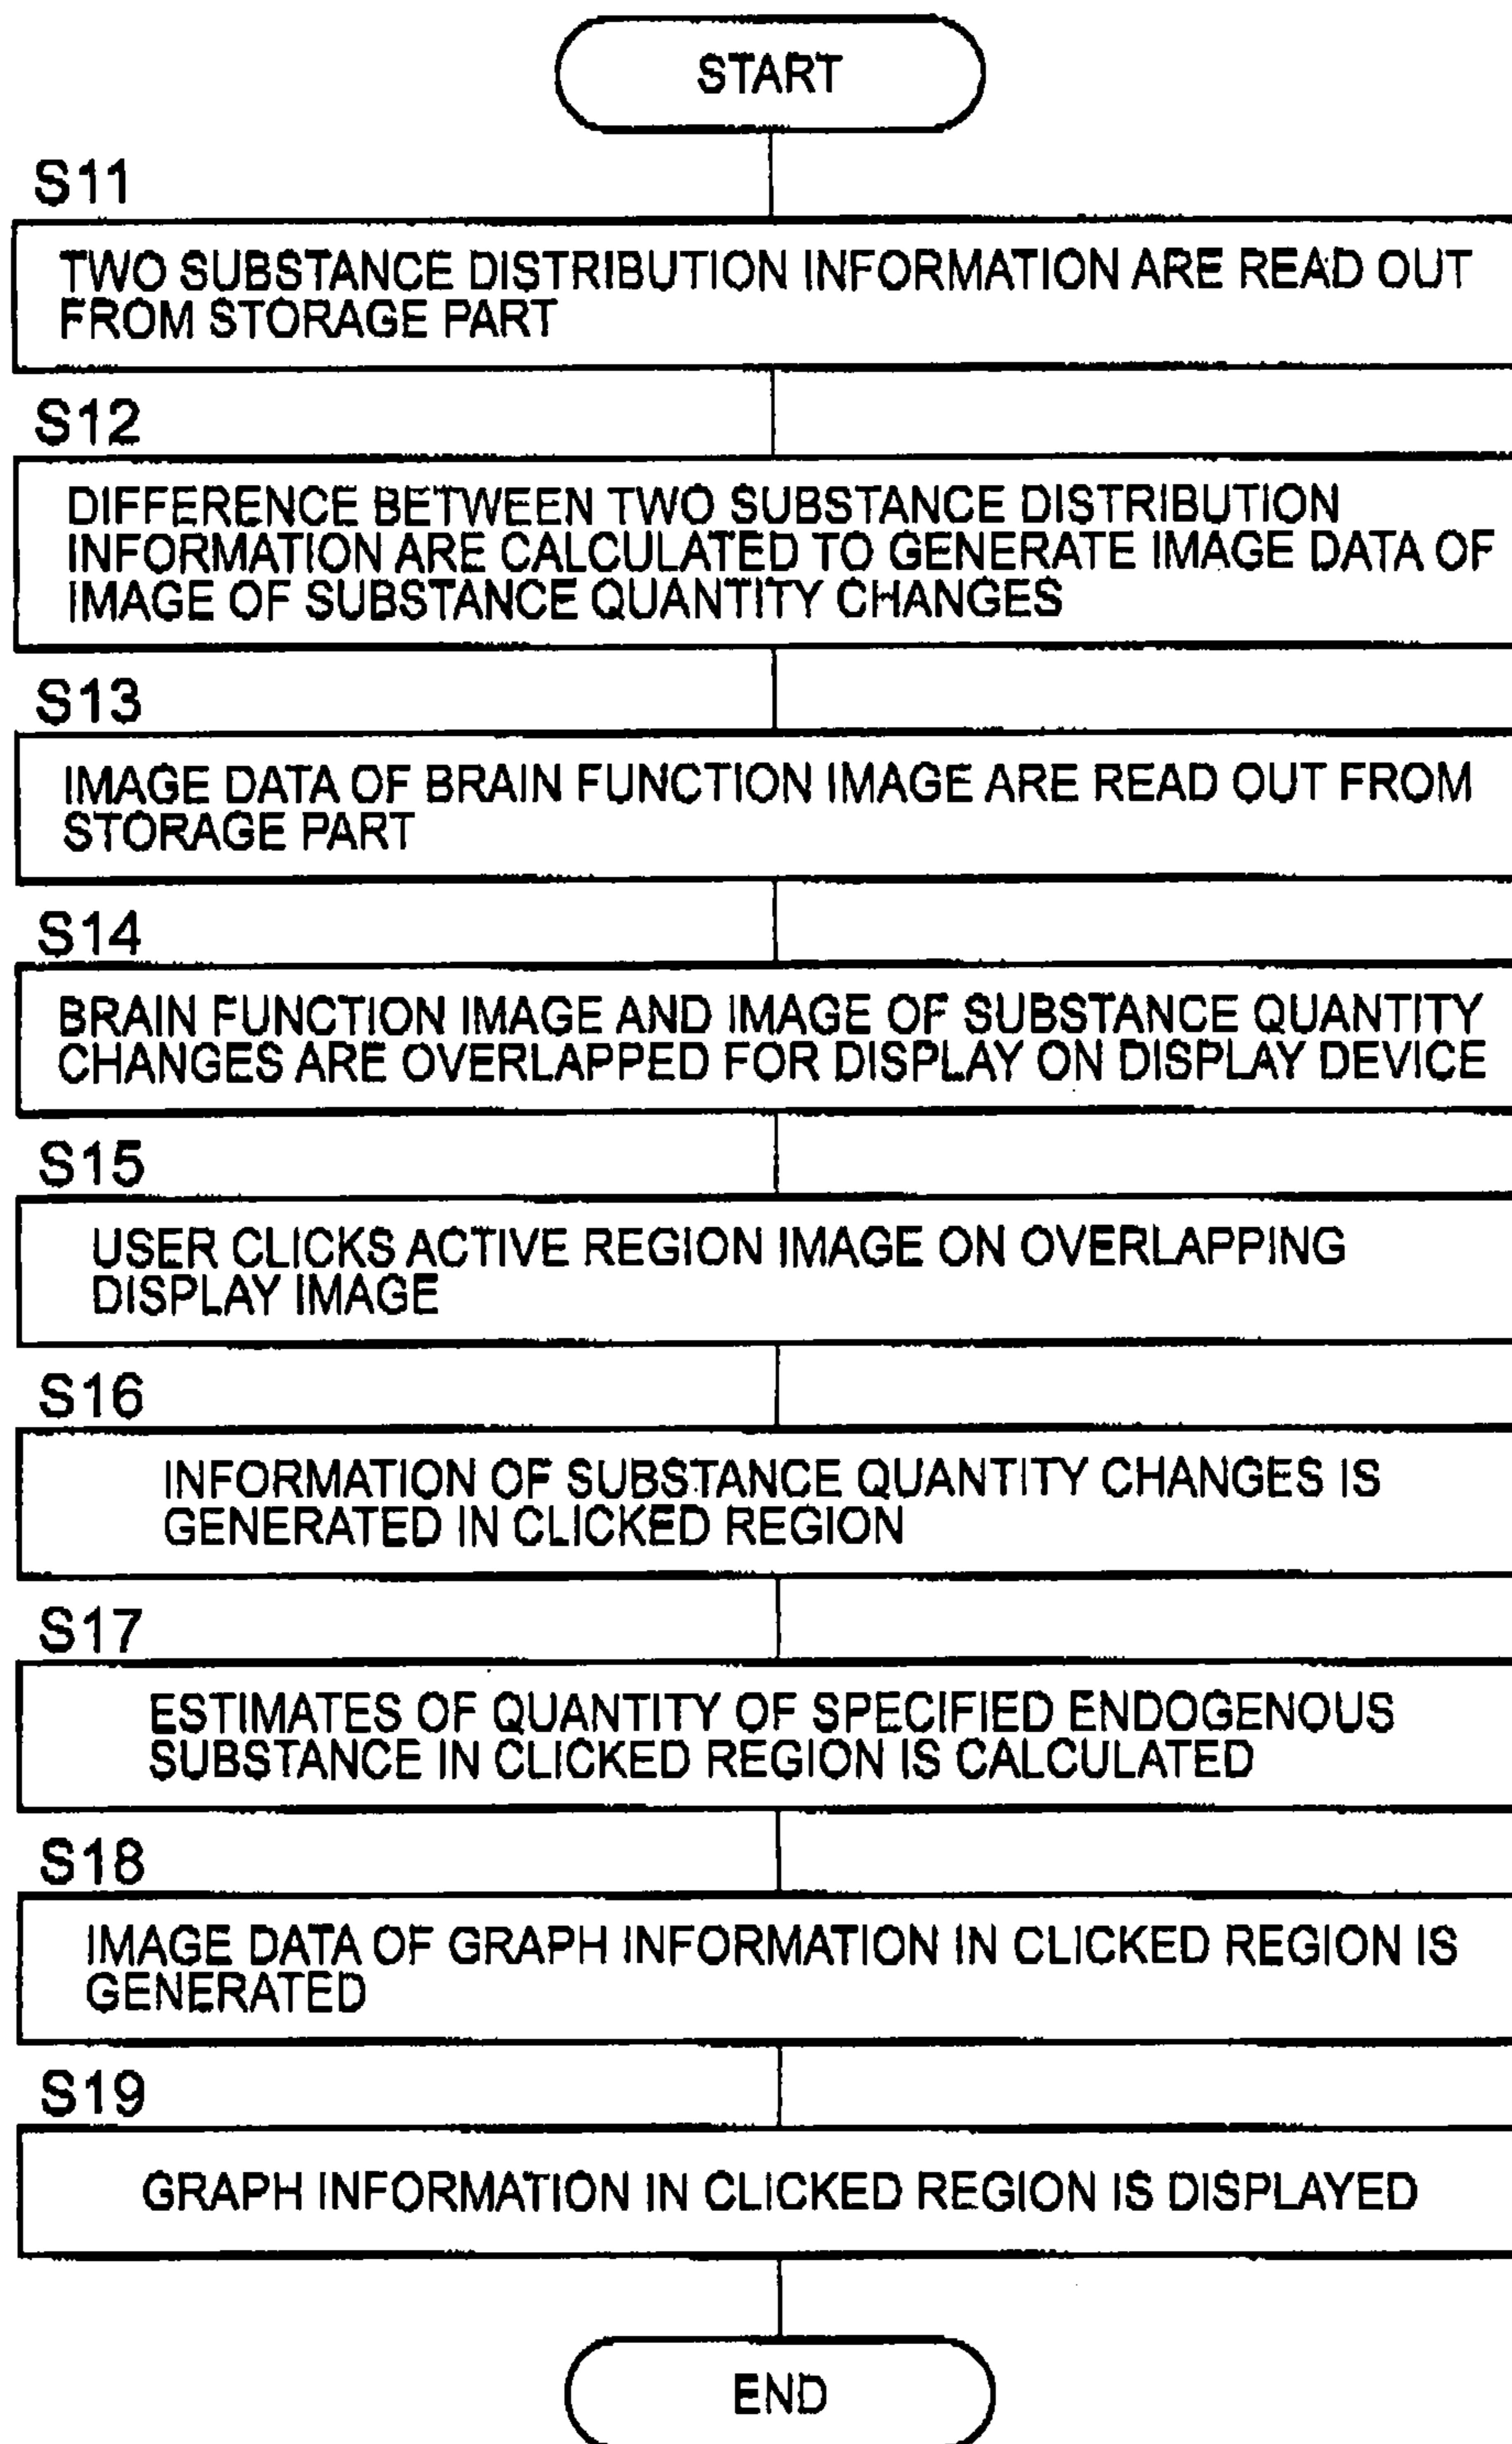 START
S11
TWO SUBSTANCE DISTRIBUTION INFORMATION ARE READ OUT
FROM STORAGE PART
S12
DIFFERENCE BETWEEN TWO SUBSTANCE DISTRIBUTION
INFORMATION ARE CALCULATED TO GENERATE IMAGE DATA OF
IMAGE OF SUBSTANCE QUANTITY CHANGES
S13
IMAGE DATA OF BRAIN FUNCTION IMAGE ARE READ OUT FROM
STORAGE PART
S14
BRAIN FUNCTION IMAGE AND IMAGE OF SUBSTANCE QUANTITY
CHANGES ARE OVERLAPPED FOR DISPLAY ON DISPLAY DEVICE
S15
USER CLICKS ACTIVE REGION IMAGE ON OVERLAPPING
DISPLAY IMAGE
S16
INFORMATION OF SUBSTANCE QUANTITY CHANGES IS
GENERATED IN CLICKED REGION
S17
ESTIMATES OF QUANTITY OF SPECIFIED ENDOGENOUS
SUBSTANCE IN CLICKED REGION IS CALCULATED
S18
IMAGE DATA OF GRAPH INFORMATION IN CLICKED REGION IS
GENERATED
S19
GRAPH INFORMATION IN CLICKED REGION IS DISPLAYED
END